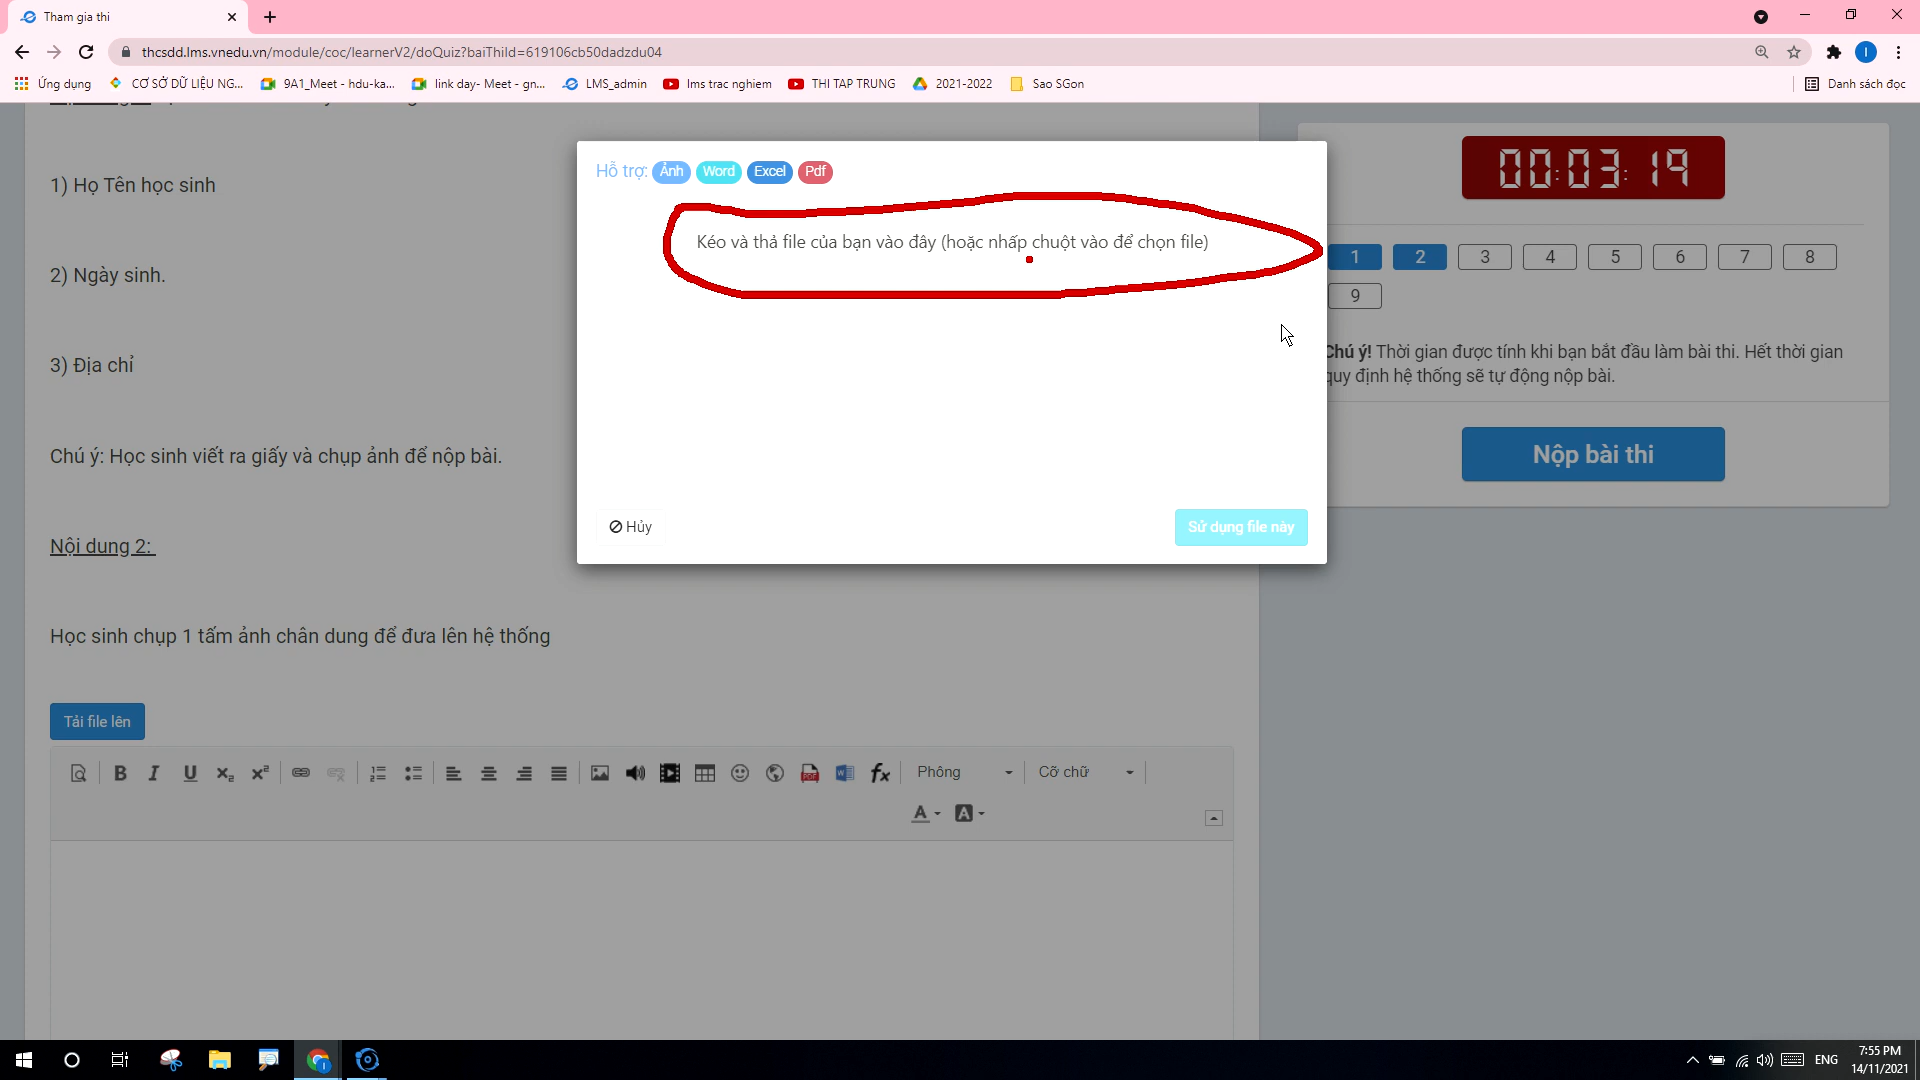 Tham gia thi
thcsdd.lms.vnedu.vn/module/coc/learnerV2/doQuiz?baiThiId=619106cb50dadzdu04
Ứng dụng
CƠ SỞ DỮ LIỆU NG...
9A1_Meet - hdu-ka...
link day- Meet - gn...
LMS_admin
lms trac nghiem
THI TAP TRUNG
2021-2022
Sao SGon
Danh sách đọc
1) Họ Tên học sinh
2) Ngày sinh.
3) Địa chỉ
Chú ý: Học sinh viết ra giấy và chụp ảnh để nộp bài.
Nội dung 2:
Học sinh chụp 1 tấm ảnh chân dung để đưa lên hệ thống
Tải file lên
Phông
Cỡ chữ
Hỗ trợ: Ảnh Word Excel Pdf
Kéo và thả file của bạn vào đây (hoặc nhấp chuột vào để chọn file)
Hủy
Sử dụng file này
00:03:19
1 2 3 4 5 6 7 8
9
Chú ý! Thời gian được tính khi bạn bắt đầu làm bài thi. Hết thời gian
quy định hệ thống sẽ tự động nộp bài.
Nộp bài thi
ENG
7:55 PM
14/11/2021